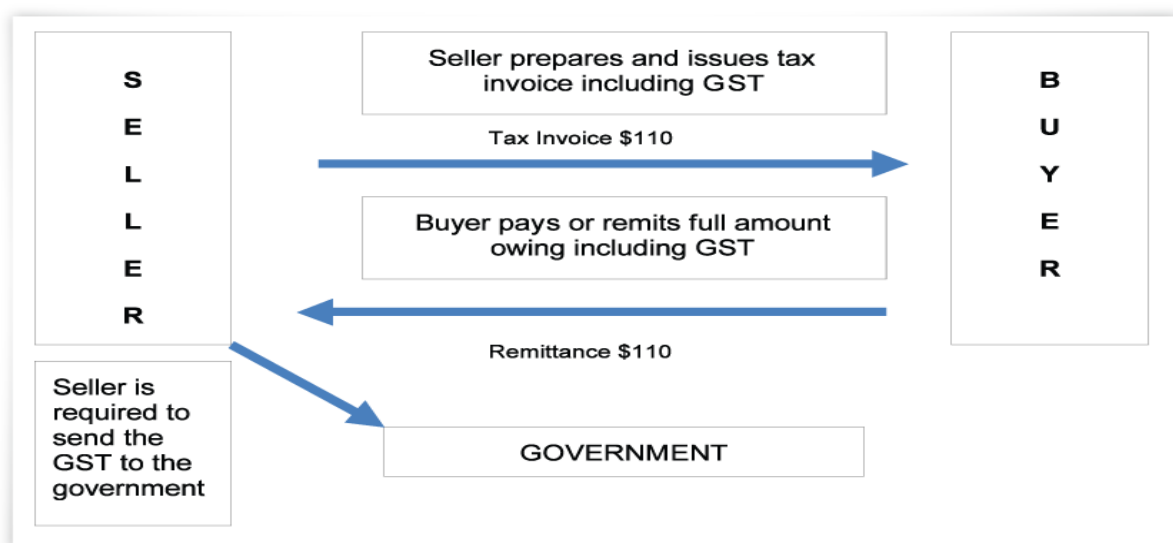 S
E
L
L
E
R
Seller prepares and issues tax
invoice including GST
Tax Invoice $110
Buyer pays or remits full amount
owing including GST
Remittance $110
B
U
Y
E
R
Seller is
required to
send the
GST to the
government
GOVERNMENT